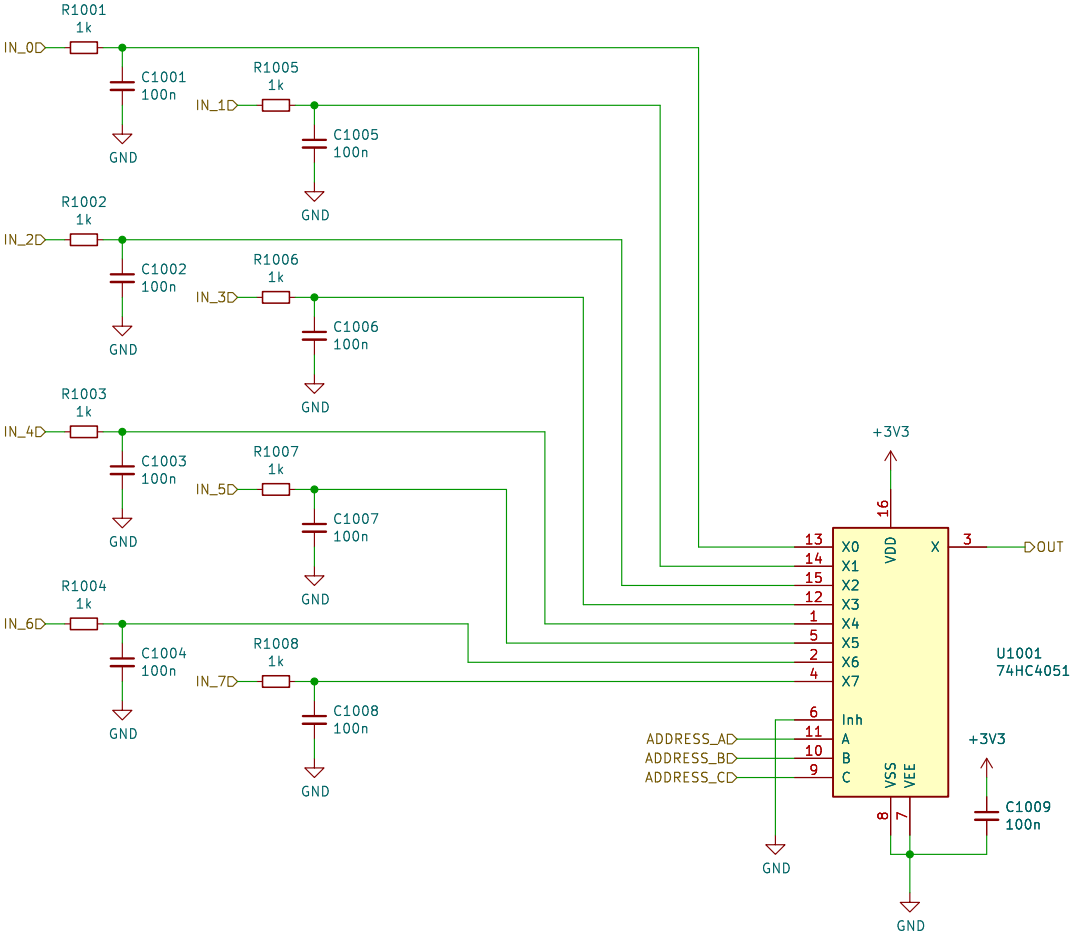 R1001
1k
IN_0
C1001
100n
GND
R1005
1k
IN_1
C1005
100n
GND
R1002
1k
IN_2
C1002
100n
GND
R1006
1k
IN_3
C1006
100n
GND
R1003
1k
IN_4
C1003
100n
GND
R1007
1k
IN_5
C1007
100n
GND
R1004
1k
IN_6
C1004
100n
GND
R1008
1k
IN_7
C1008
100n
GND
+3V3
16
VDD
13 X0
14 X1
15 X2
12 X3
1 X4
5 X5
2 X6
4 X7
6 Inh
ADDRESS_A 11 A
ADDRESS_B 10 B
ADDRESS_C 9 C
X 3 OUT
U1001
74HC4051
VSS
VEE
8
7
+3V3
C1009
100n
GND
GND